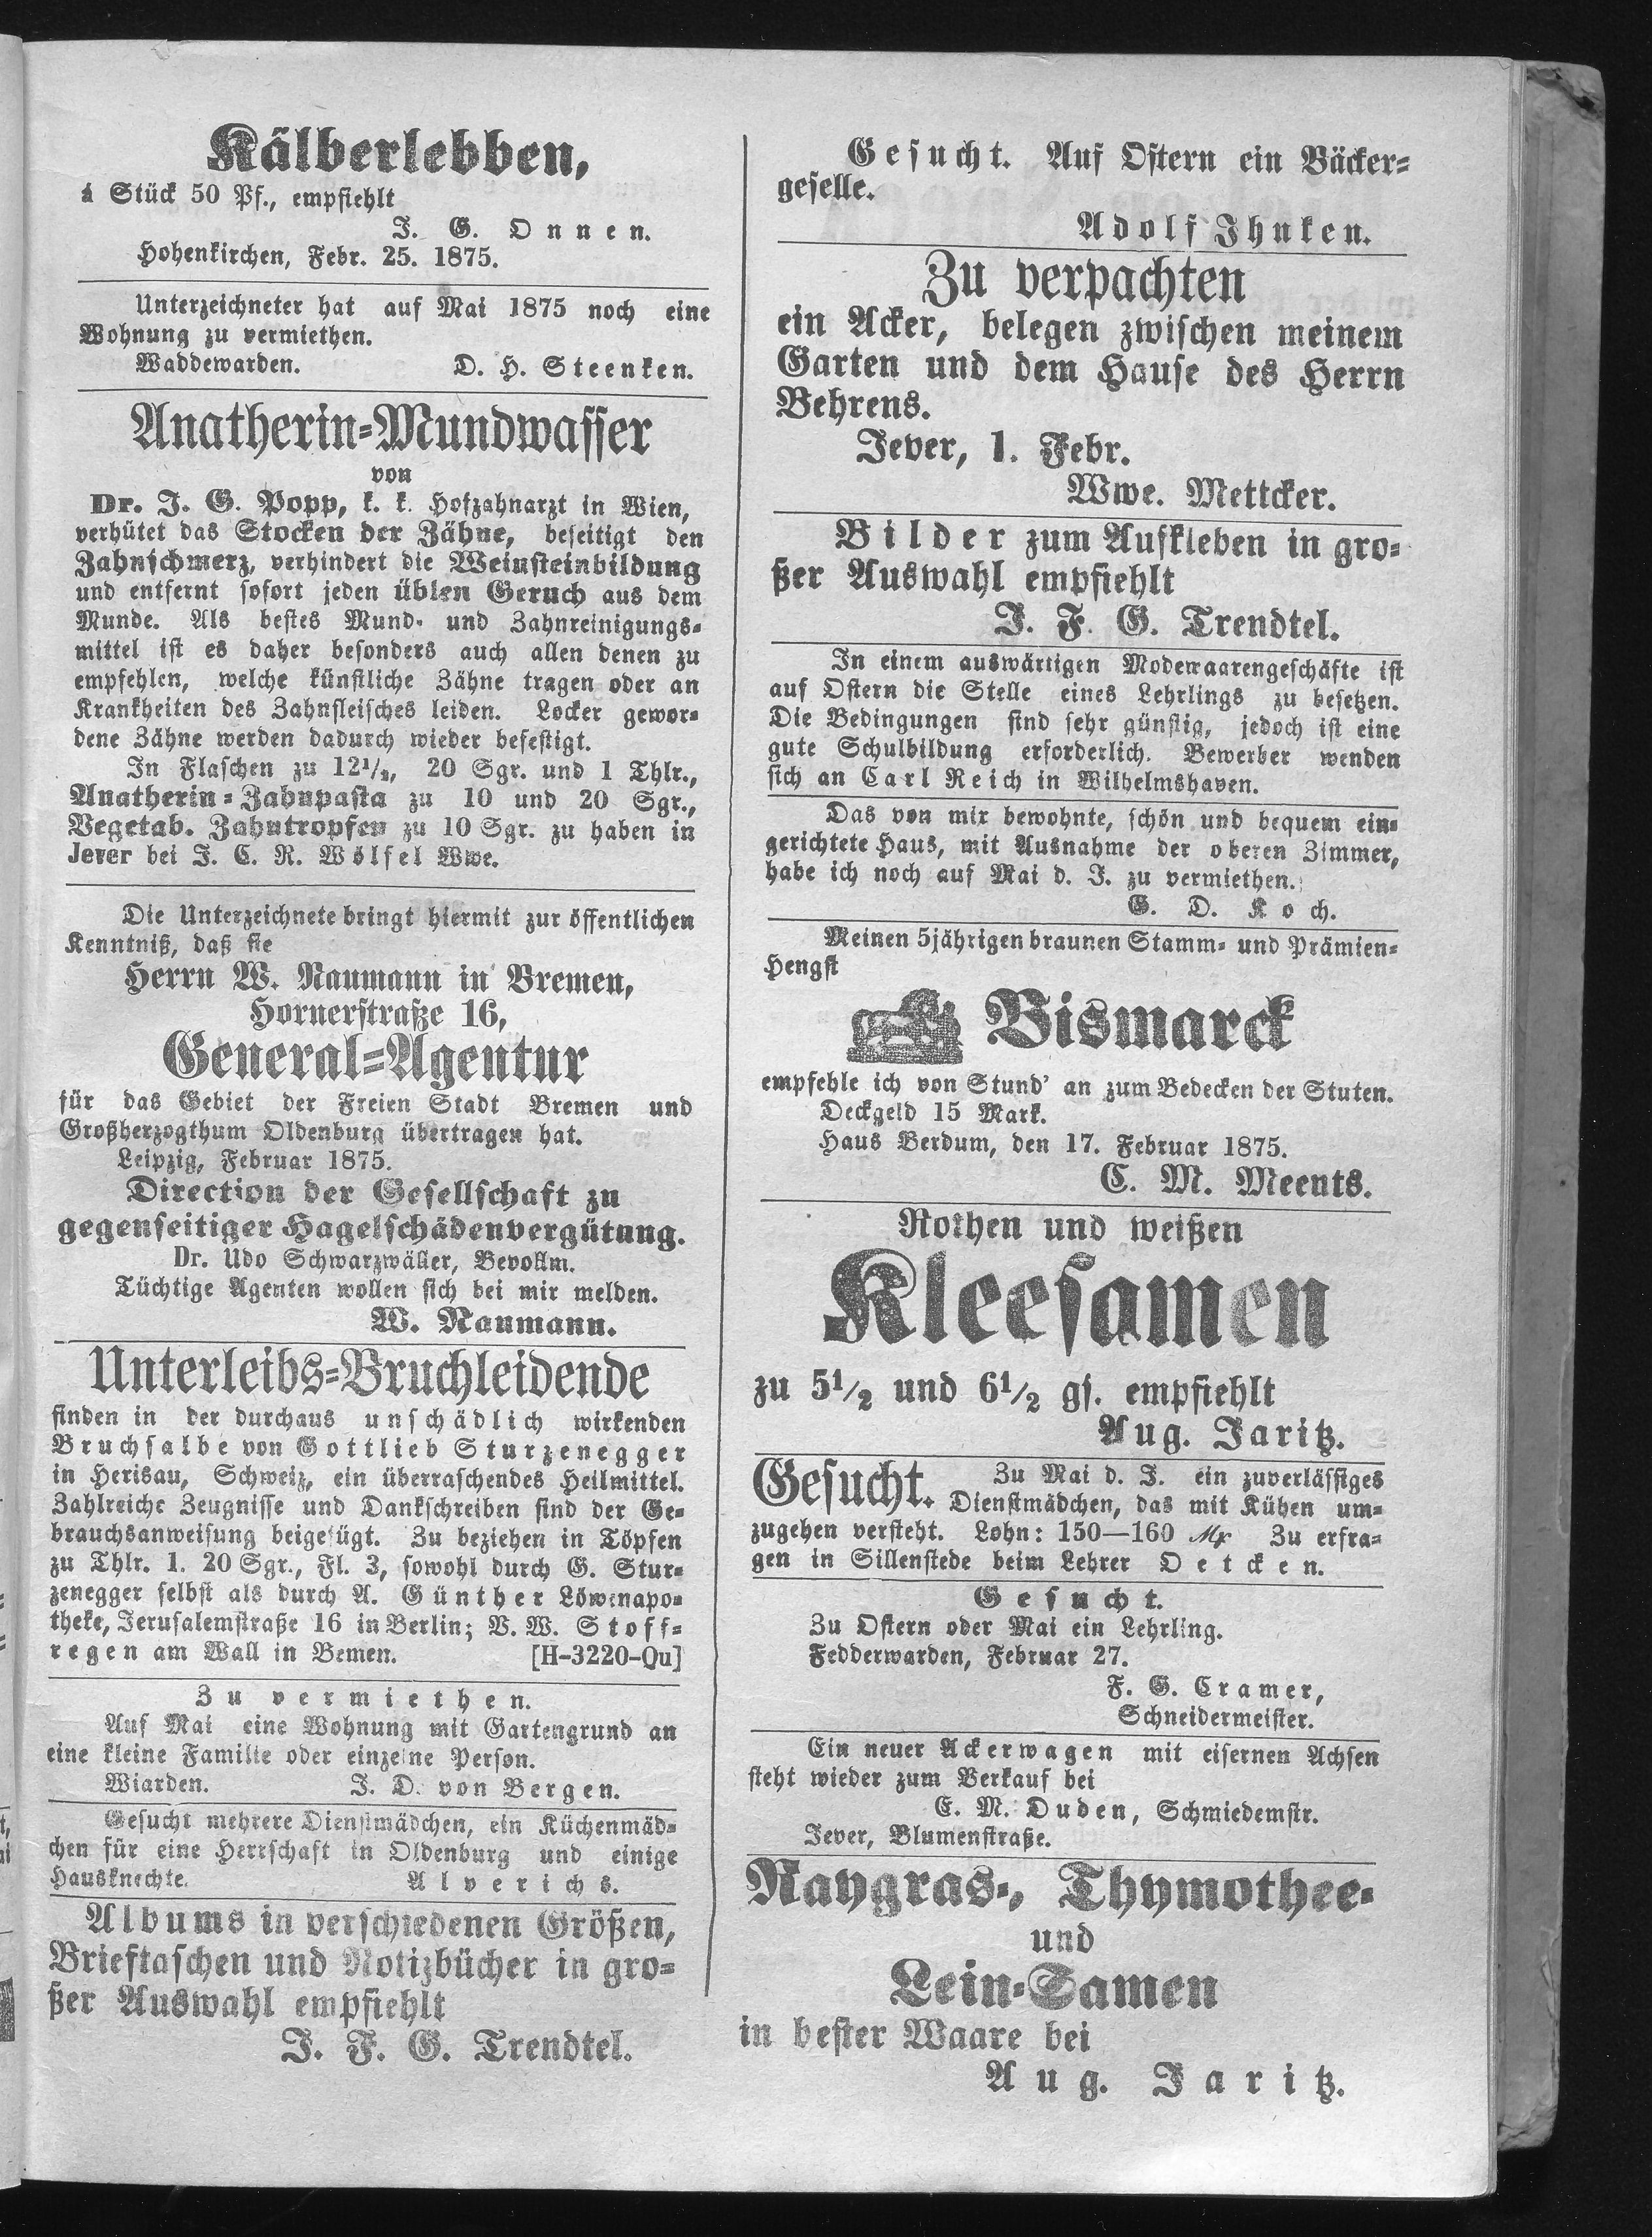 Kälberlebben,
à Stück 50 Pf., empfiehlt
J. G. Onnen.
Hohenkirchen, Febr. 25. 1875.
Unterzeichneter hat auf Mai 1875 noch eine
Wohnung zu vermiethen.
Waddewarden. D. H. Steenken.
Anatherin-Mundwasser
von
Dr. J. G. Popp, k. k. Hofzahnarzt in Wien,
verhütet das Stocken der Zähne, beseitigt den
Zahnschmerz, verhindert die Weinsteinbildung
und entfernt sofort jeden üblen Geruch aus dem
Munde. Als bestes Mund- und Zahnreinigungs-
mittel ist es daher besonders auch allen denen zu
empfehlen, welche künstliche Zähne tragen oder an
Krankheiten des Zahnfleisches leiden. Locker gewor-
dene Zähne werden dadurch wieder befestigt.
In Flaschen zu 12½, 20 Sgr. und 1 Thlr.,
Anatherin-Zahnpasta zu 10 und 20 Sgr.,
Vegetab. Zahntropfen zu 10 Sgr. zu haben in
Jever bei J. C. R. Wölfel Wwe.
Die Unterzeichnete bringt hiermit zur öffentlichen
Kenntniß, daß sie
Herrn W. Naumann in Bremen,
Hornerstraße 16,
General-Agentur
für das Gebiet der Freien Stadt Bremen und
Großherzogthum Oldenburg übertragen hat.
Leipzig, Februar 1875.
Direction der Gesellschaft zu
gegenseitiger Hagelschädenvergütung.
Dr. Udo Schwarzwäller, Bevollm.
Tüchtige Agenten wollen sich bei mir melden.
W. Naumann.
Unterleibs-Bruchleidende
finden in der durchaus unschädlich wirkenden
Bruchsalbe von Gottlieb Sturzenegger
in Herisau, Schweiz, ein überraschendes Heilmittel.
Zahlreiche Zeugnisse und Dankschreiben sind der Ge-
brauchsanweisung beigefügt. Zu beziehen in Töpfen
zu Thlr. 1. 20 Sgr., Fl. 3, sowohl durch G. Stur-
zenegger selbst als durch A. Günther Löwenapo-
theke, Jerusalemstraße 16 in Berlin; V. W. Stoff-
regen am Wall in Bemen. [H-3220-Qu]
Zu vermiethen.
Auf Mai eine Wohnung mit Gartengrund an
eine kleine Familie oder einzelne Person.
Wiarden. J. D. von Bergen.
Gesucht mehrere Dienstmädchen, ein Küchenmäd-
chen für eine Herrschaft in Oldenburg und einige
Hausknechte. Alverichs.
Albums in verschiedenen Größen,
Brieftaschen und Notizbücher in gro-
ßer Auswahl empfiehlt
J. F. G. Trendtel.
Gesucht. Auf Ostern ein Bäcker-
geselle.
Adolf Ihnken.
Zu verpachten
ein Acker, belegen zwischen meinem
Garten und dem Hause des Herrn
Behrens.
Jever, 1. Febr.
Wwe. Mettcker.
Bilder zum Aufkleben in gro-
ßer Auswahl empfiehlt
J. F. G. Trendtel.
In einem auswärtigen Modewaarengeschäfte ist
auf Ostern die Stelle eines Lehrlings zu besetzen.
Die Bedingungen sind sehr günstig, jedoch ist eine
gute Schulbildung erforderlich. Bewerber wenden
sich an Carl Reich in Wilhelmshaven.
Das von mir bewohnte, schön und bequem ein-
gerichtete Haus, mit Ausnahme der oberen Zimmer,
habe ich noch auf Mai d. J. zu vermiethen.
G. D. Koch.
Meinen 5jährigen braunen Stamm- und Prämien-
Hengst
Bismarck
empfehle ich von Stund' an zum Bedecken der Stuten.
Deckgeld 15 Mark.
Haus Berdum, den 17. Februar 1875.
C. M. Meents.
Rothen und weißen
Kleesamen
zu 5½ und 6½ gs. empfiehlt
Aug. Jaritz.
Gesucht. Zu Mai d. J. ein zuverlässiges
Dienstmädchen, das mit Kühen um-
zugehen versteht. Lohn: 150—160 ℳ Zu erfra-
gen in Sillenstede beim Lehrer Oetcken.
Gesucht.
Zu Ostern oder Mai ein Lehrling.
Fedderwarden, Februar 27.
F. G. Cramer,
Schneidermeister.
Ein neuer Ackerwagen mit eisernen Achsen
steht wieder zum Verkauf bei
E. M. Duden, Schmiedemstr.
Jever, Blumenstraße.
Raygras-, Thymothee-
und
Lein-Samen
in bester Waare bei
Aug. Jaritz.